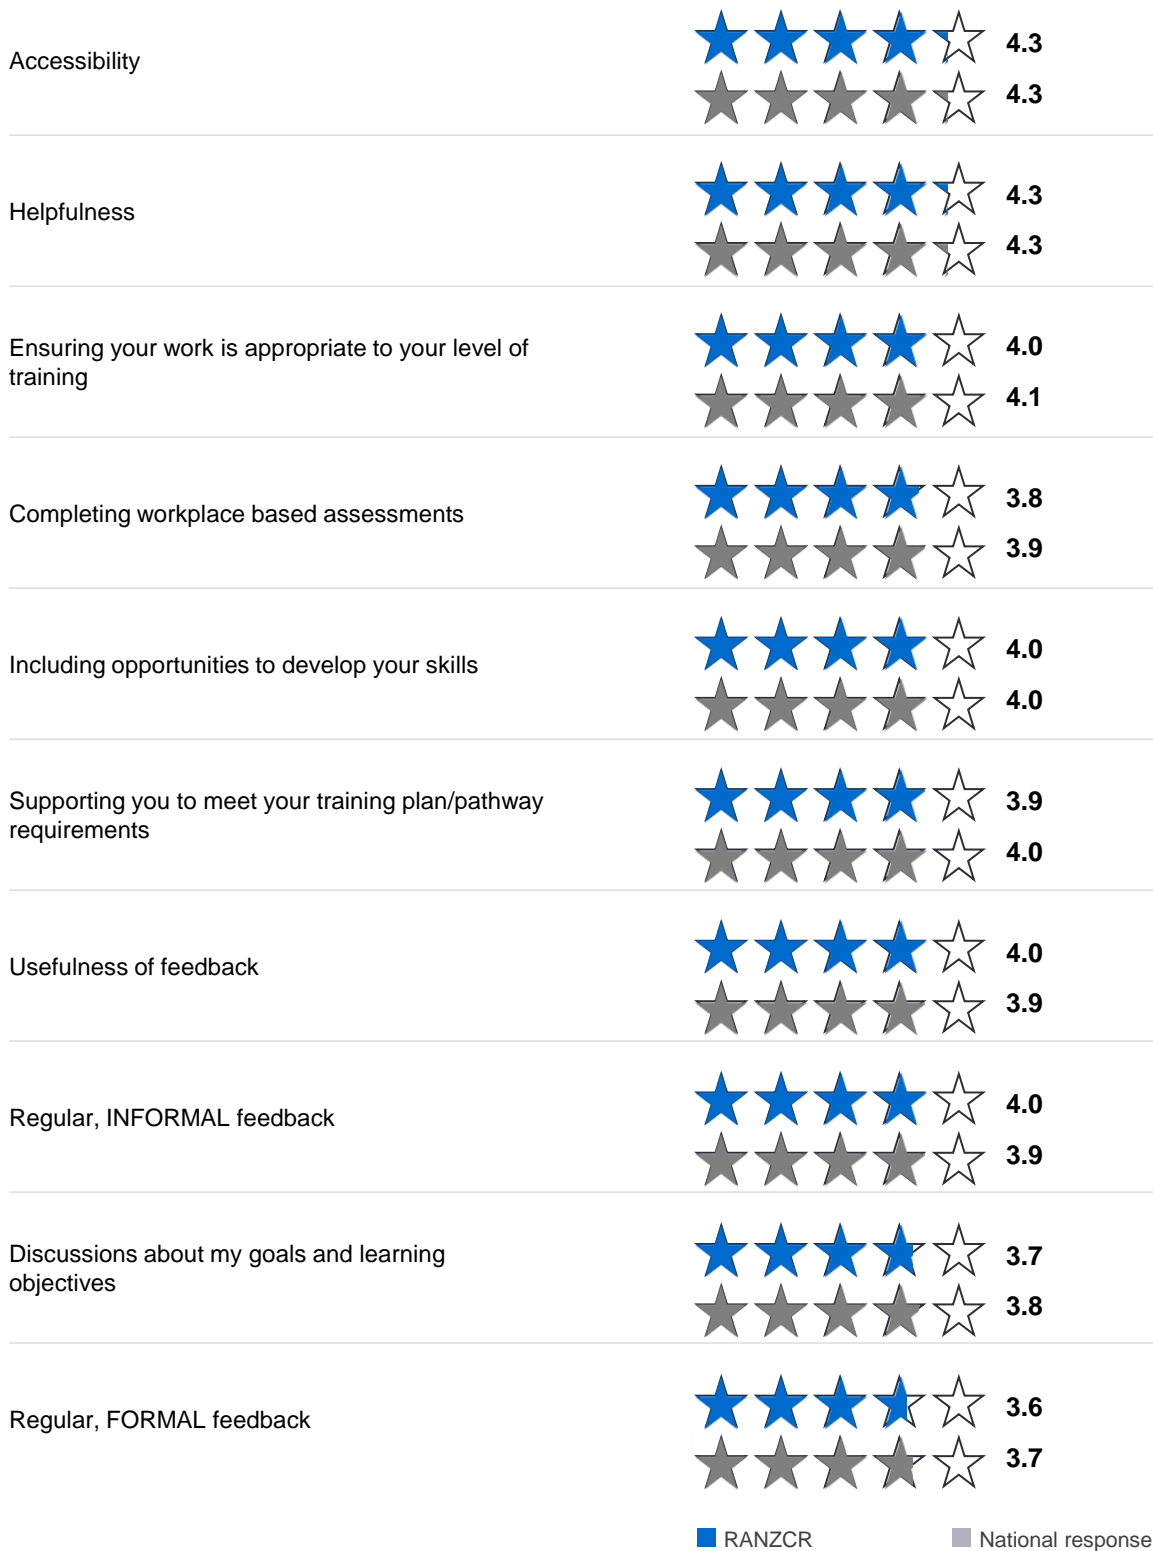 Accessibility
4.3
4.3
Helpfulness
4.3
4.3
Ensuring your work is appropriate to your level of
training
4.0
4.1
Completing workplace based assessments
3.8
3.9
Including opportunities to develop your skills
4.0
4.0
Supporting you to meet your training plan/pathway
requirements
3.9
4.0
Usefulness of feedback
4.0
3.9
Regular, INFORMAL feedback
4.0
3.9
Discussions about my goals and learning
objectives
3.7
3.8
Regular, FORMAL feedback
3.6
3.7
RANZCR
National response